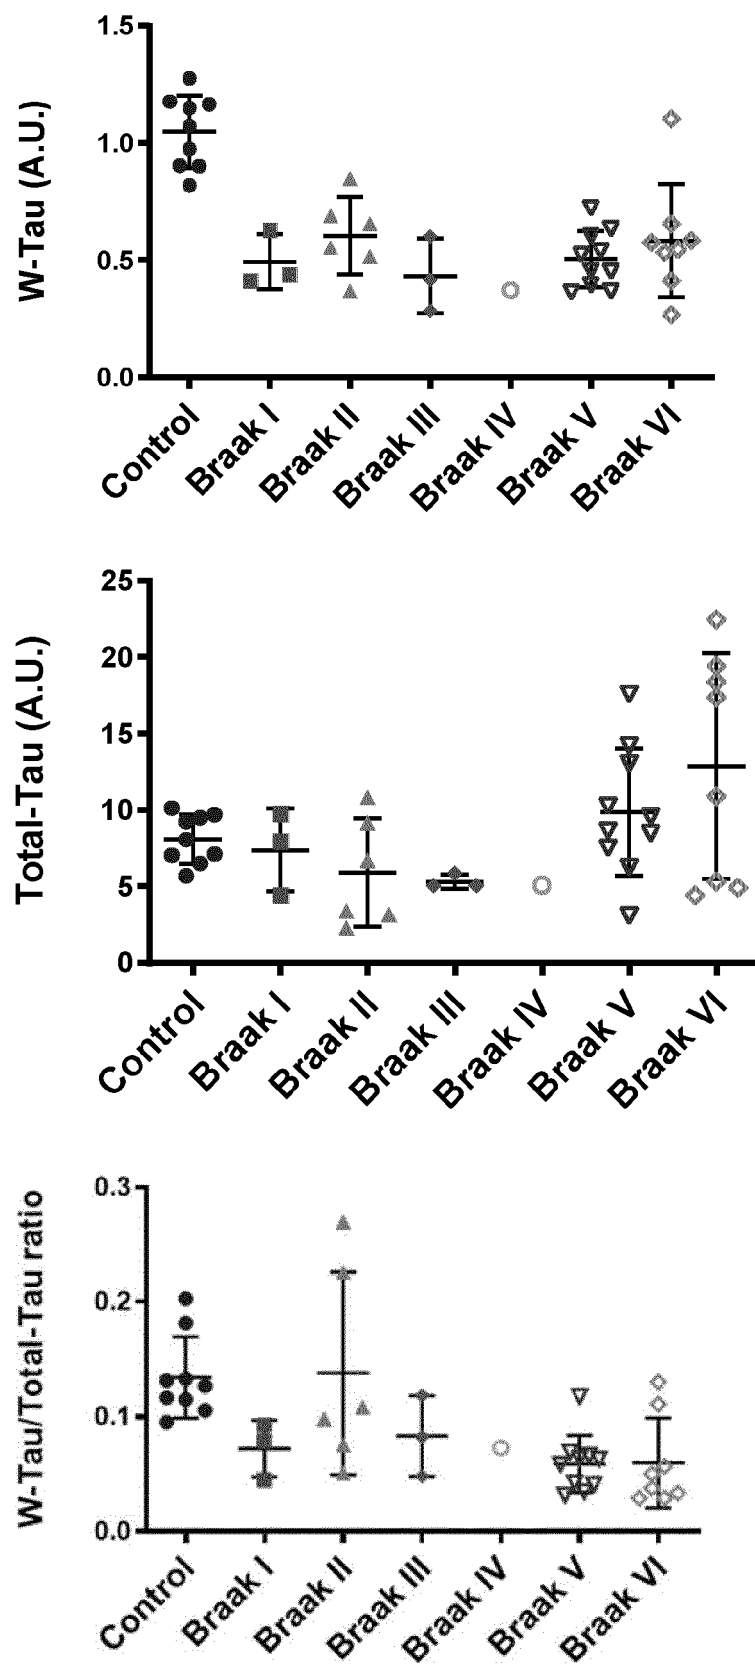 W-Tau (A.U.)
1.5
1.0
0.5
0.0
Control
Braak I
Braak II
Braak III
Braak IV
Braak V
Braak VI
Total-Tau (A.U.)
25
20
15
10
5
0
Control
Braak I
Braak II
Braak III
Braak IV
Braak V
Braak VI
W-Tau/Total-Tau ratio
0.3
0.2
0.1
0.0
Control
Braak I
Braak II
Braak III
Braak IV
Braak V
Braak VI